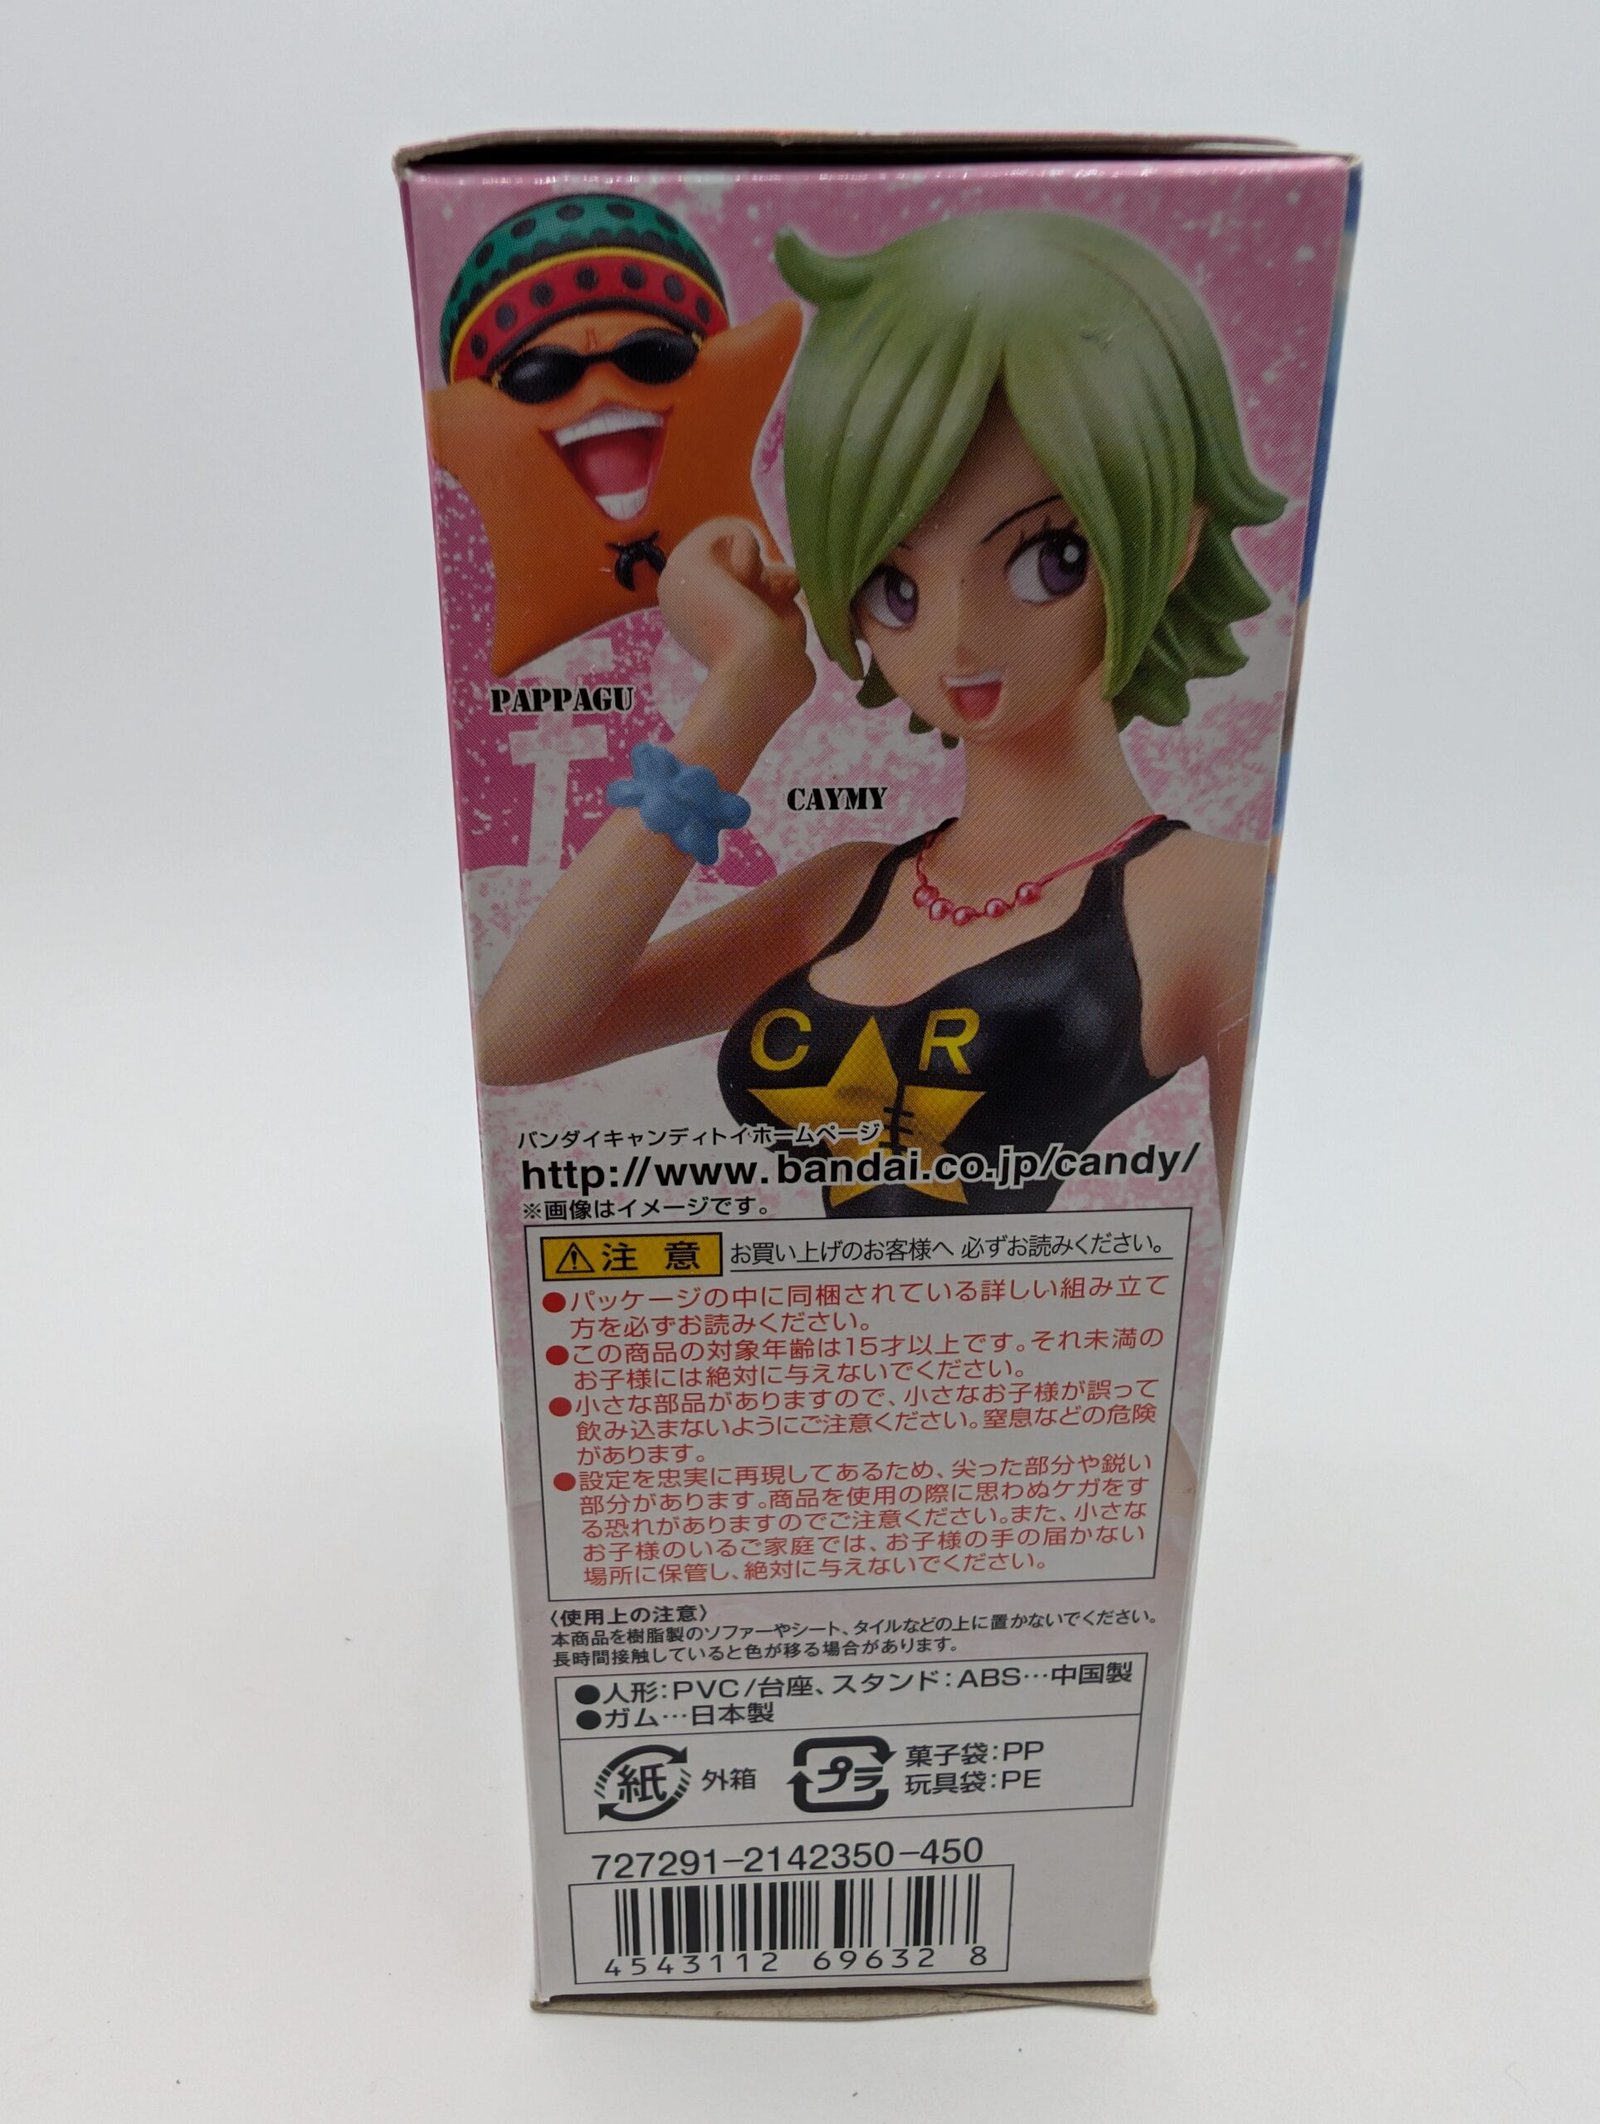 PAPPAGU
CAYMY
C R
バンダイキャンディトイホームページ
http://www.bandai.co.jp/candy/
※画像はイメージです。
⚠注 意 お買い上げのお客様へ 必ずお読みください。
●パッケージの中に同梱されている詳しい組み立て
方を必ずお読みください。
●この商品の対象年齢は15才以上です。それ未満の
お子様には絶対に与えないでください。
●小さな部品がありますので、小さなお子様が誤って
飲み込まないようにご注意ください。窒息などの危険
があります。
●設定を忠実に再現してあるため、尖った部分や鋭い
部分があります。商品を使用の際に思わぬケガをす
る恐れがありますのでご注意ください。また、小さな
お子様のいるご家庭では、お子様の手の届かない
場所に保管し、絶対に与えないでください。
〈使用上の注意〉
本商品を樹脂製のソファーやシート、タイルなどの上に置かないでください。
長時間接触していると色が移る場合があります。
●人形:PVC/台座、スタンド:ABS…中国製
●ガム…日本製
紙 外箱 プラ 菓子袋:PP
玩具袋:PE
727291-2142350-450
4543112 69632 8